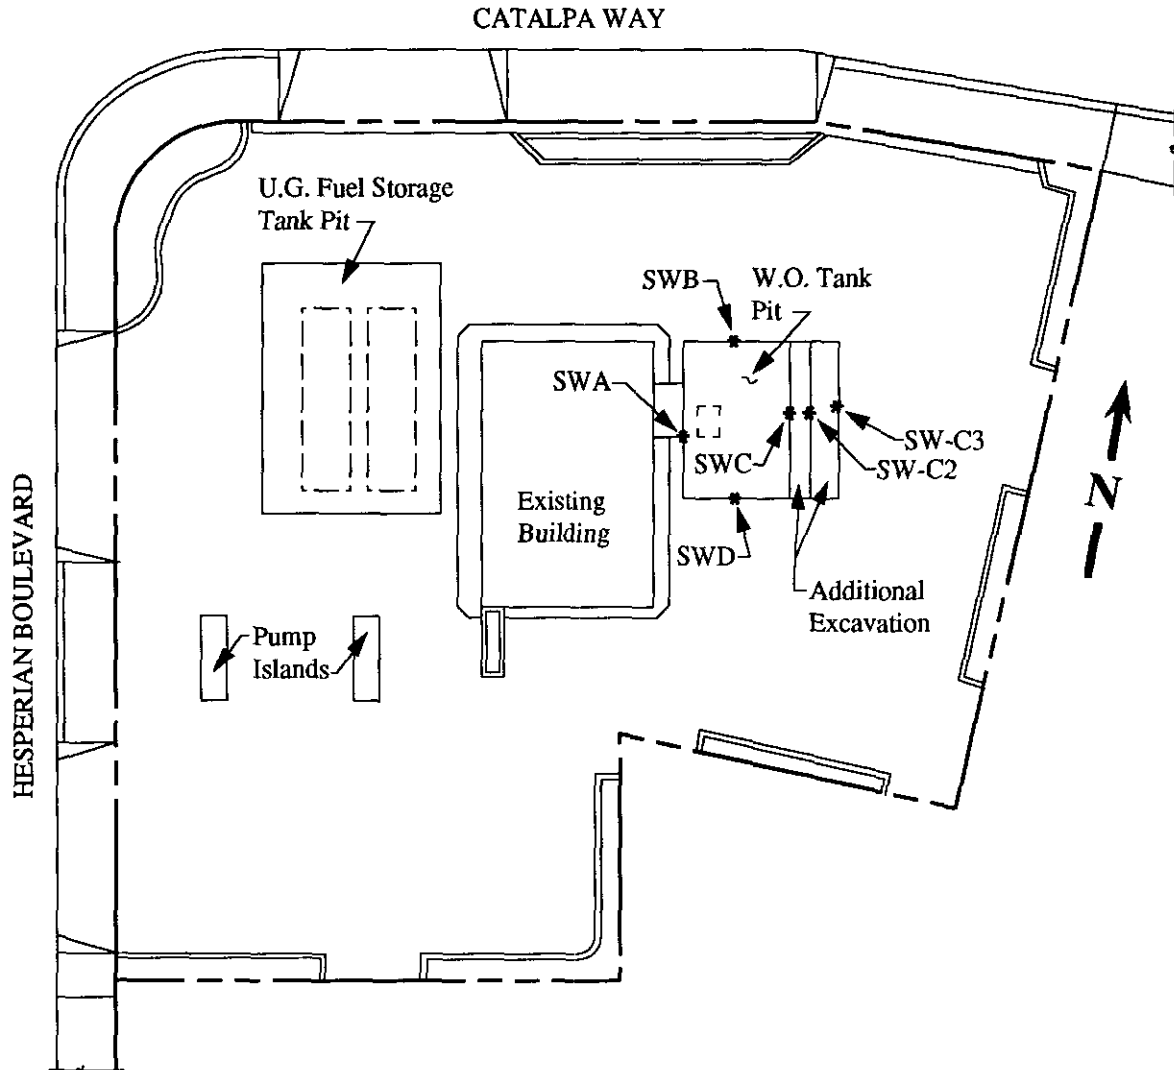 CATALPA WAY
U.G. Fuel Storage
Tank Pit
SWB
W.O. Tank
Pit
SWA
SW-C3
SWC
SW-C2
Existing
Building
SWD
N
Additional
Excavation
Pump
Islands
HESPERIAN BOULEVARD